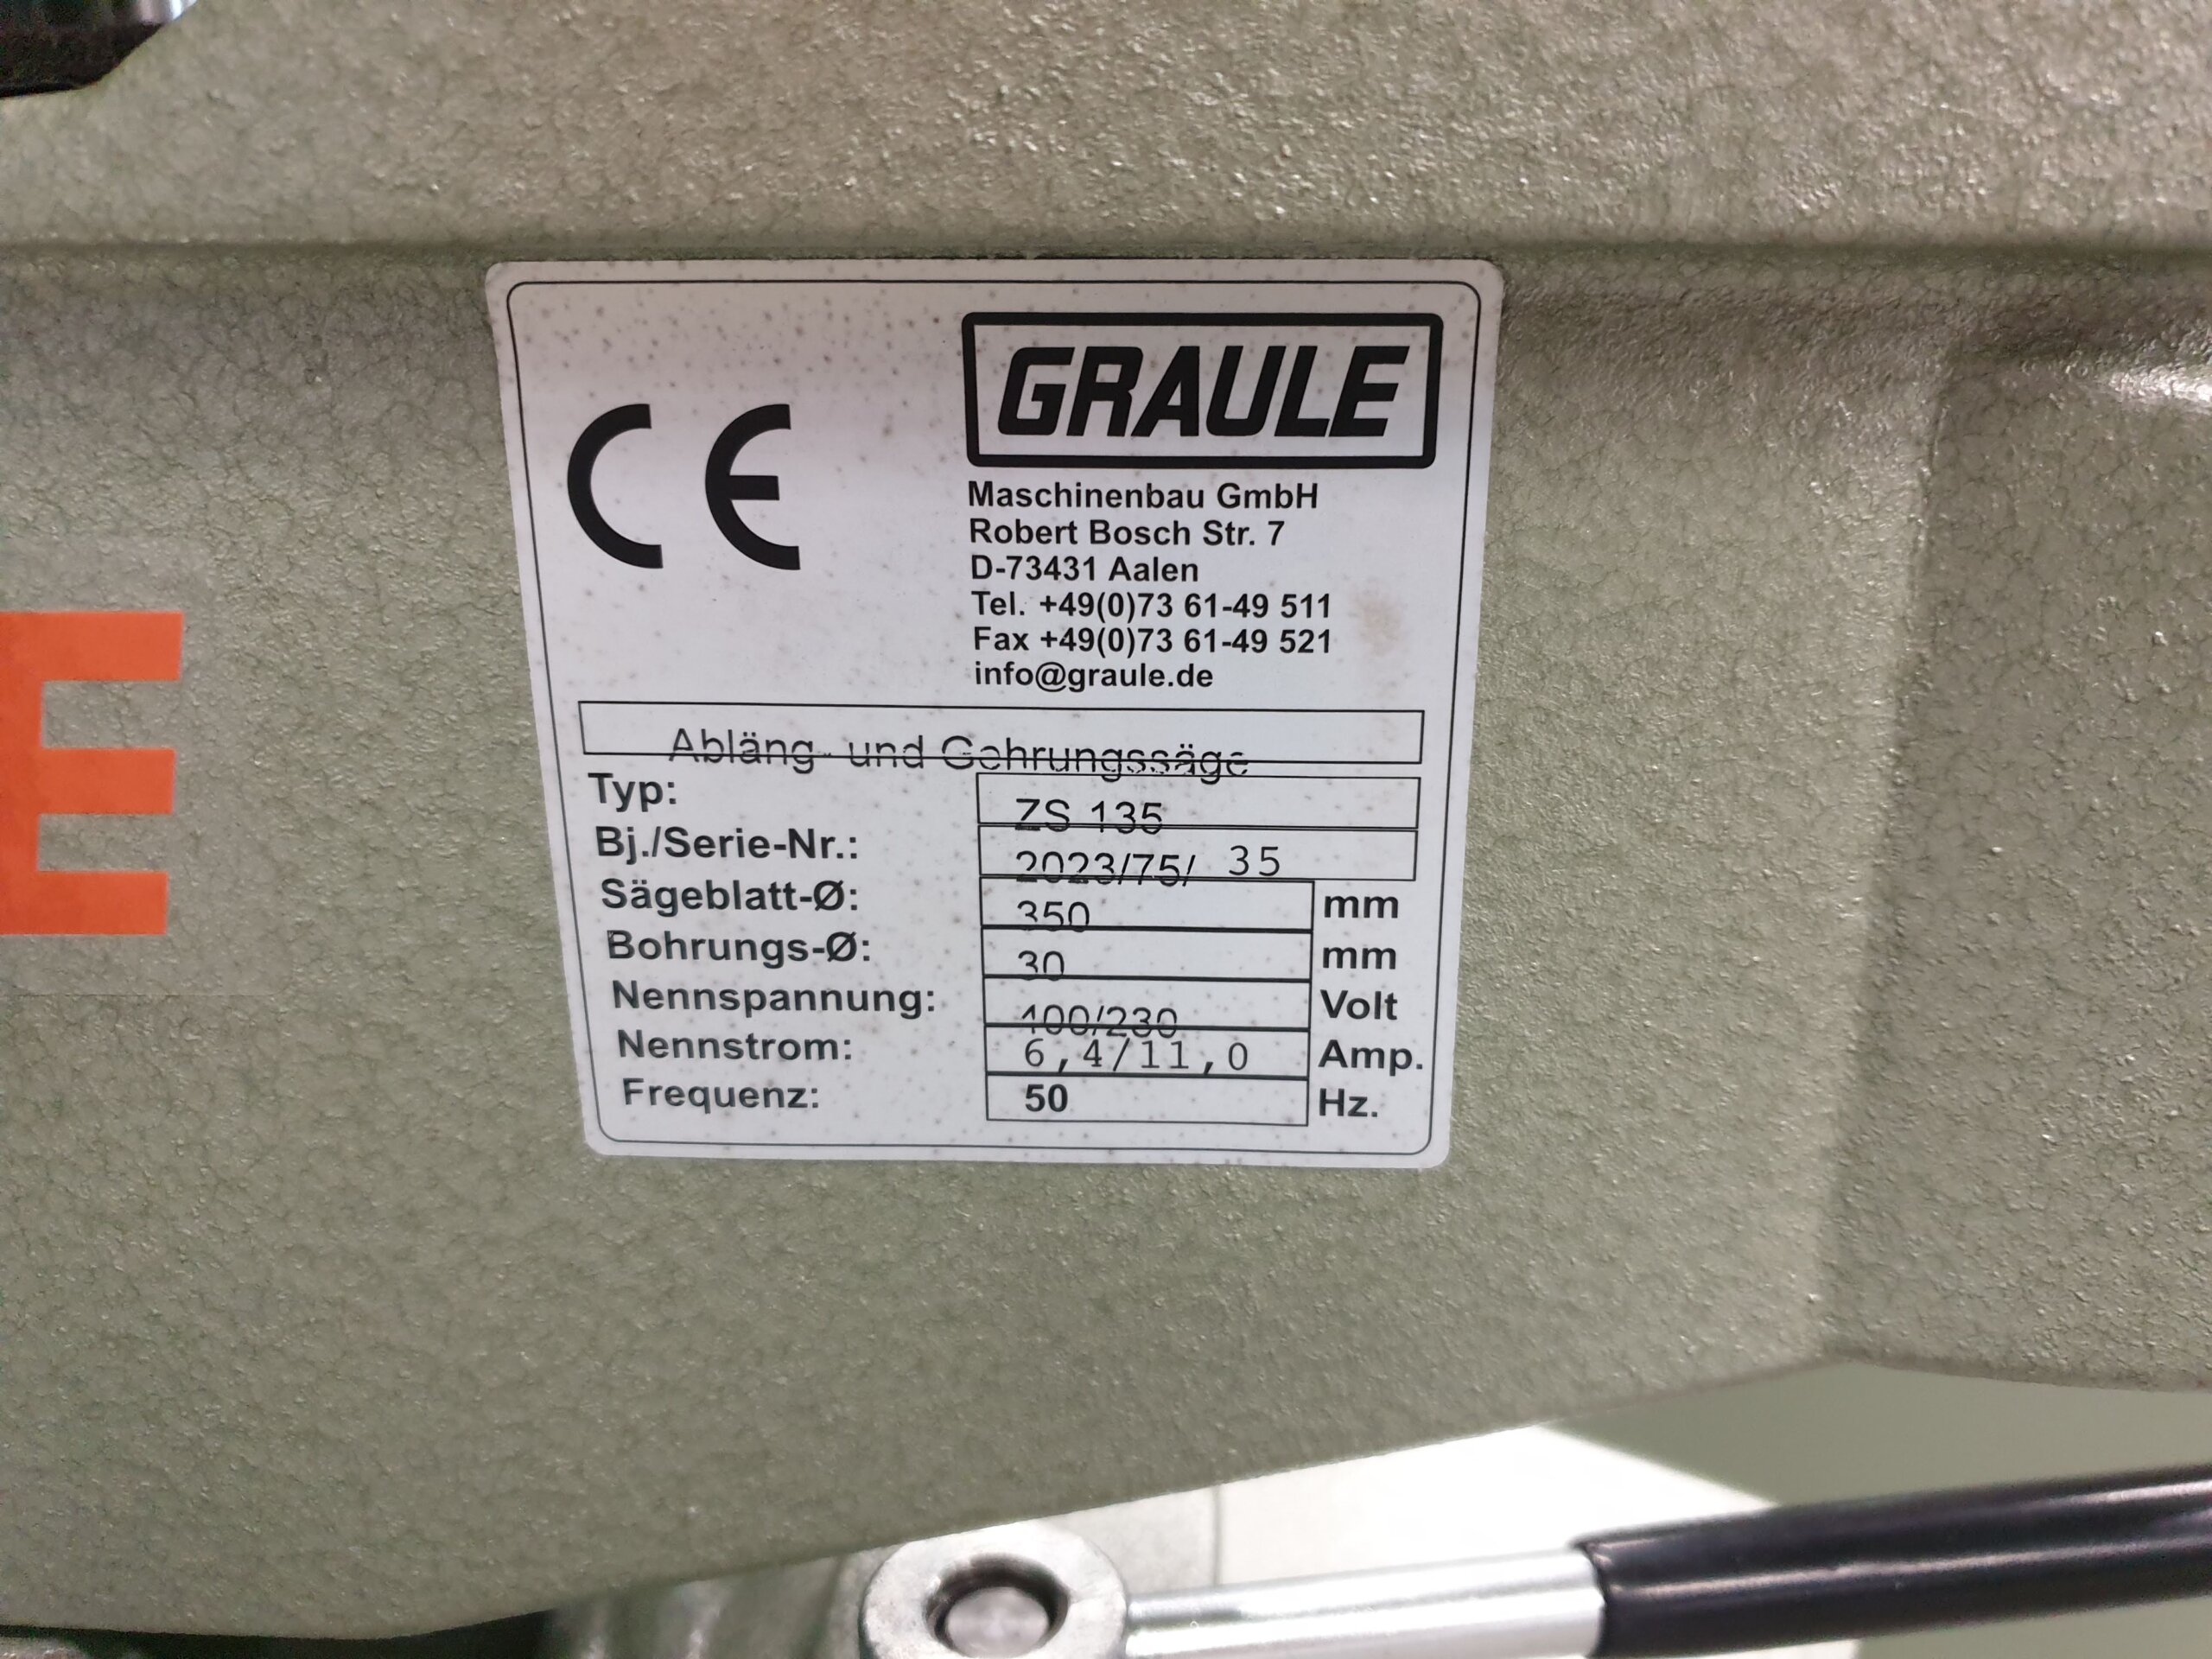 CE
GRAULE
Maschinenbau GmbH
Robert Bosch Str. 7
D-73431 Aalen
Tel. +49(0)73 61-49 511
Fax +49(0)73 61-49 521
info@graule.de
Abläng- und Gehrungssäge
Typ: ZS 135
Bj./Serie-Nr.: 2023/75/ 35
Sägeblatt-Ø: 350 mm
Bohrungs-Ø: 30 mm
Nennspannung: 400/230 Volt
Nennstrom: 6,4/11,0 Amp.
Frequenz: 50 Hz.
E